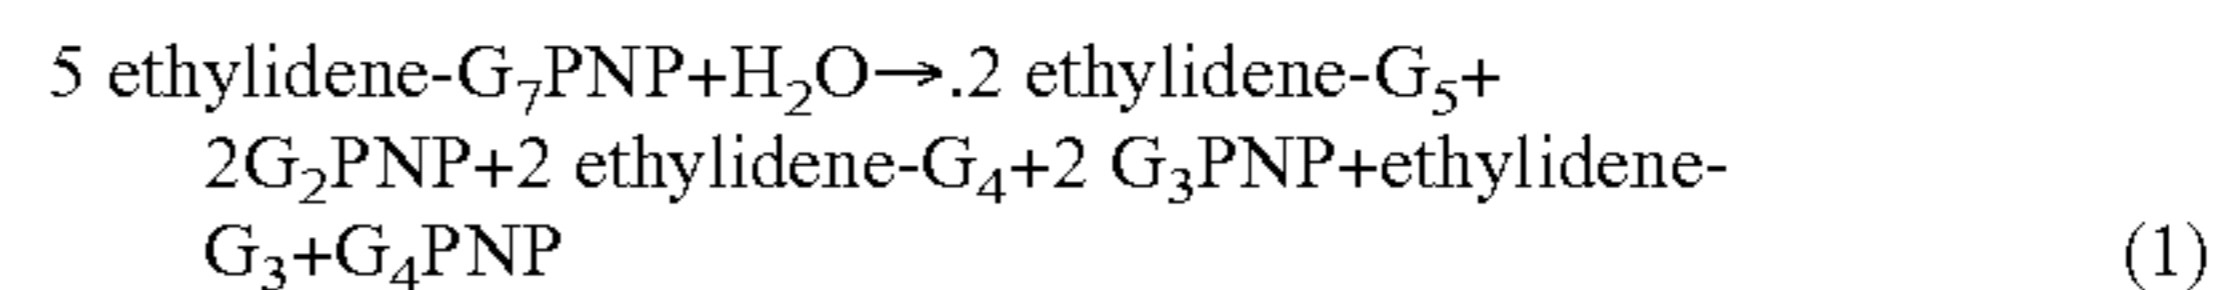 5 ethylidene-G₇PNP+H₂O→.2 ethylidene-G₅+
2G₂PNP+2 ethylidene-G₄+2 G₃PNP+ethylidene-
G₃+G₄PNP (1)